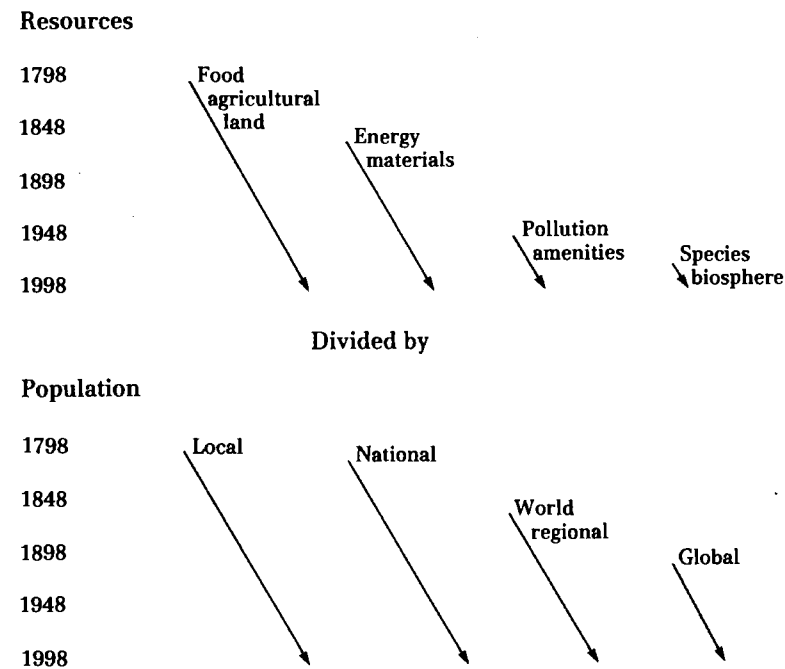 Resources
1798
Food
agricultural
land
1848
Energy
materials
1898
1948
Pollution
amenities
Species
biosphere
1998
Divided by
Population
1798
Local
National
1848
World
regional
1898
Global
1948
1998